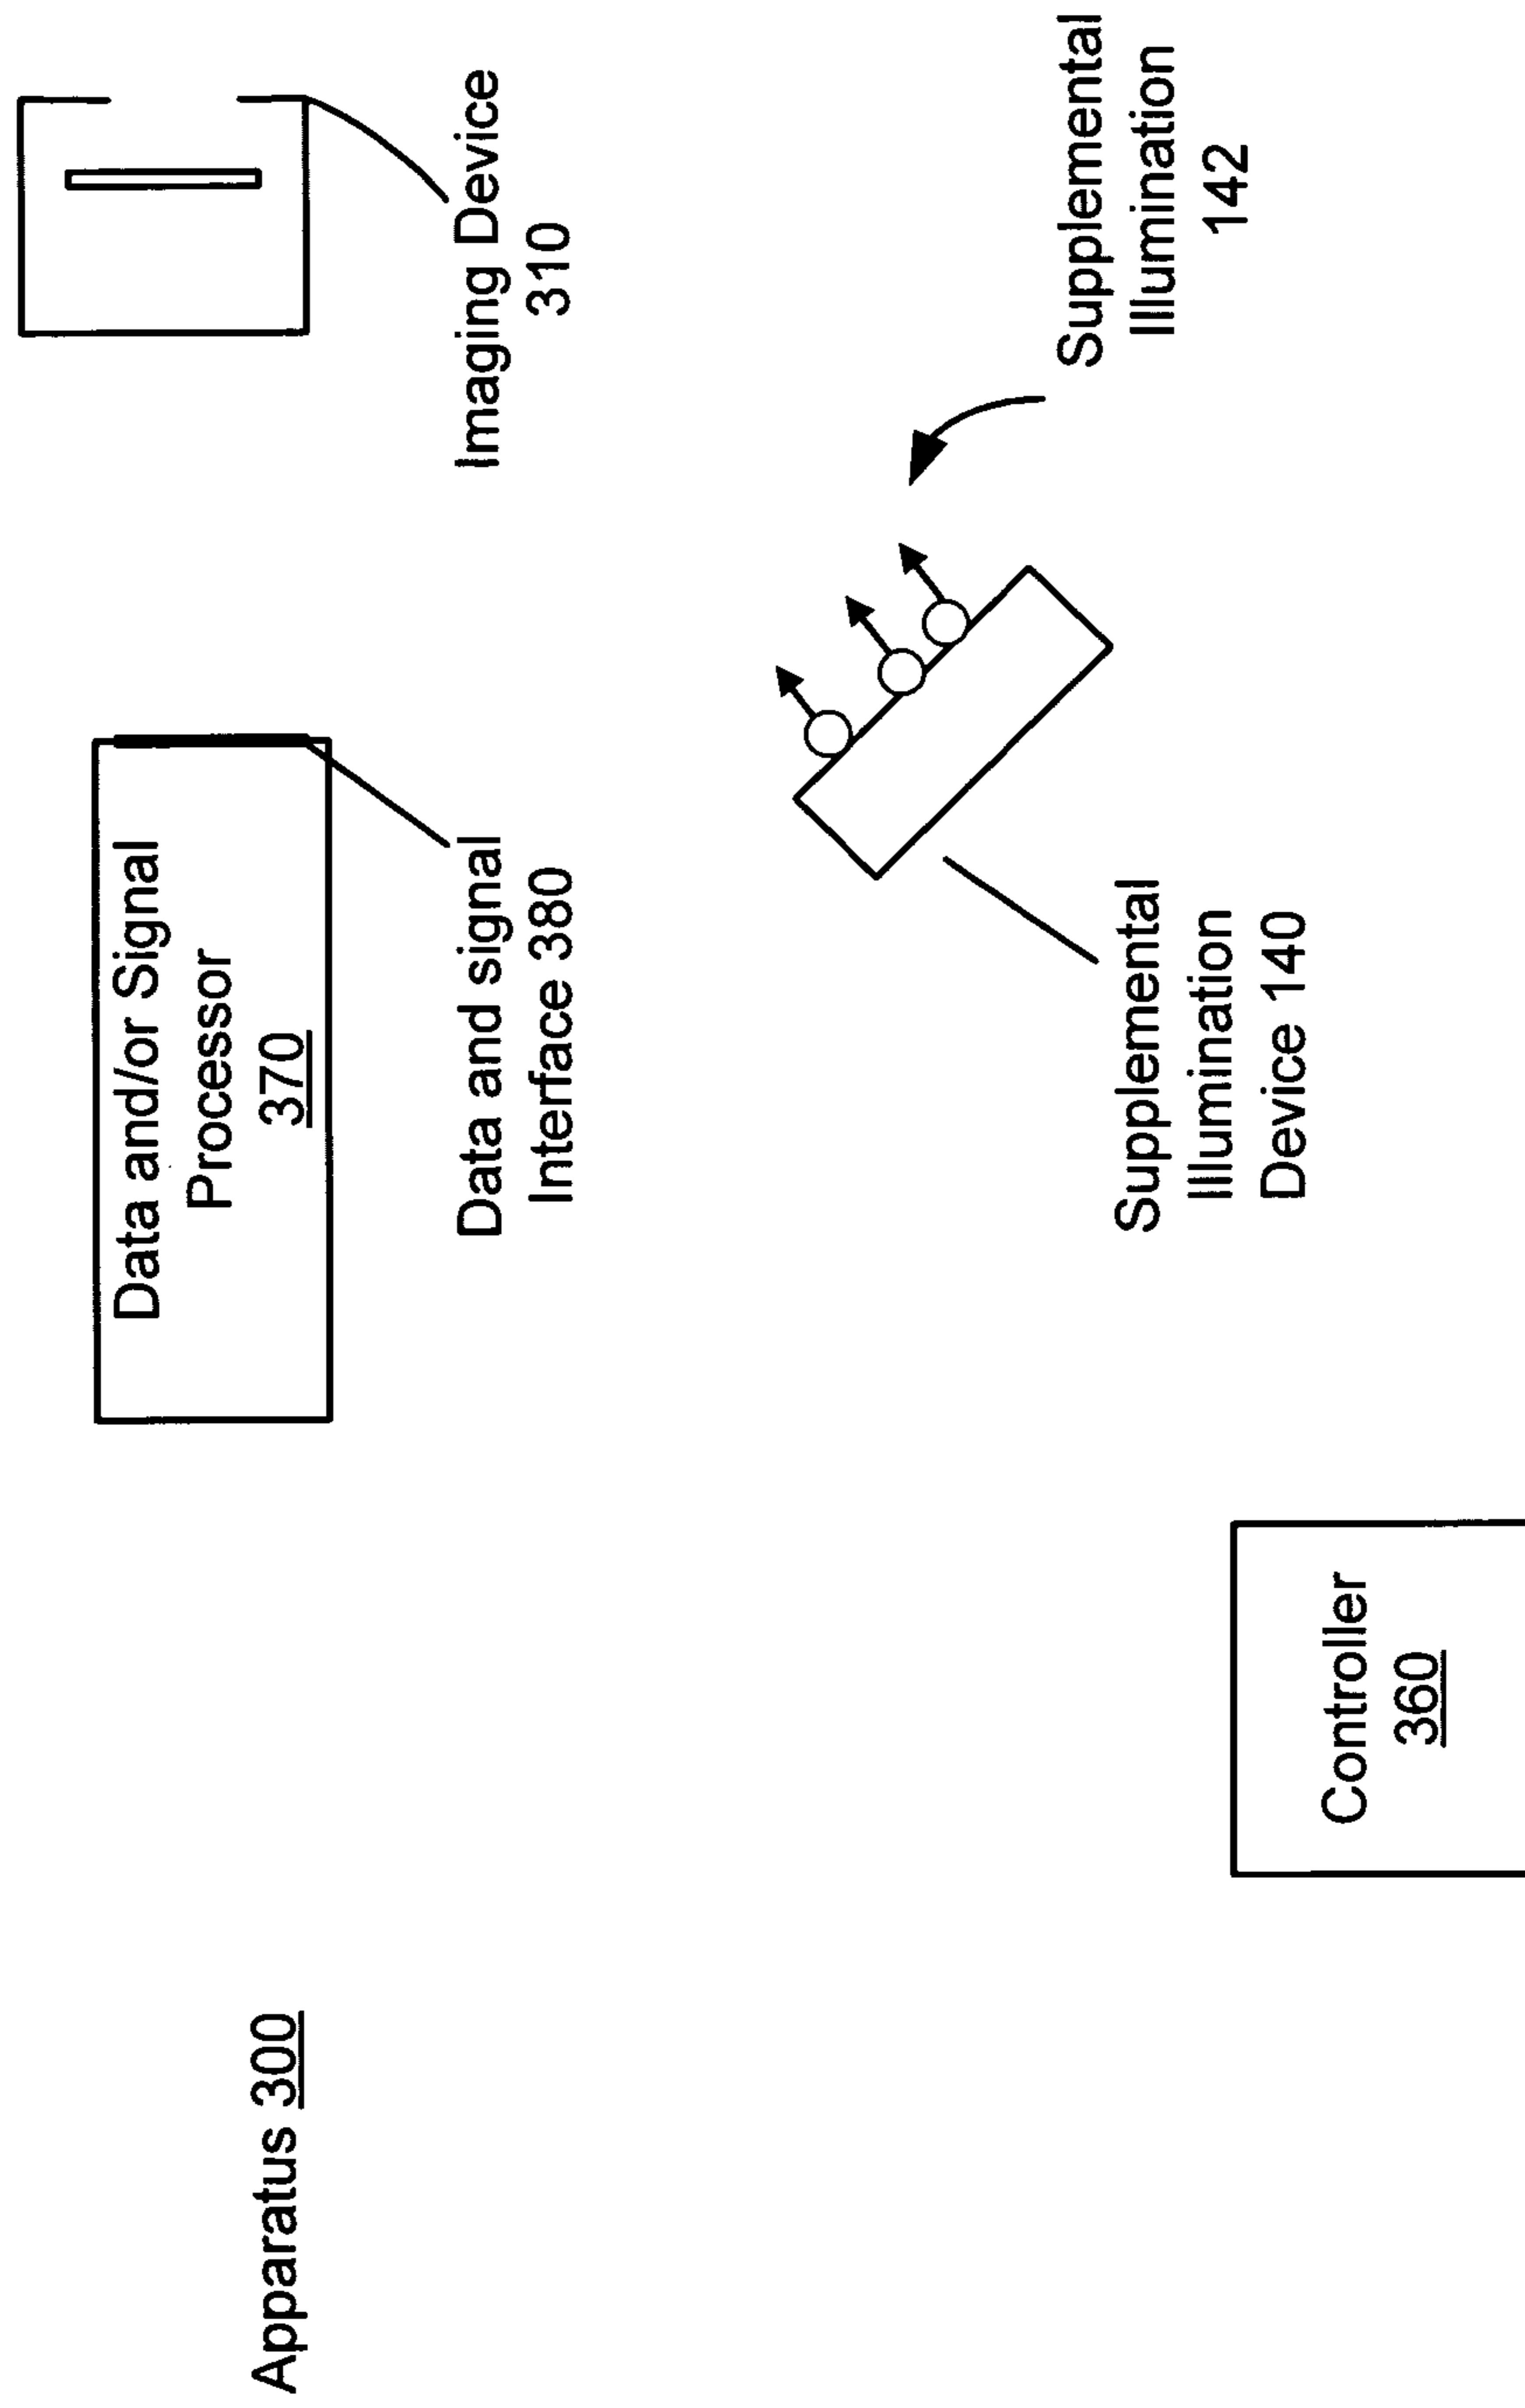 Apparatus 300
Data and/or Signal
Processor
370
Data and signal
Interface 380
Imaging Device
310
Supplemental
Illumination
142
Supplemental
Illumination
Device 140
Controller
360